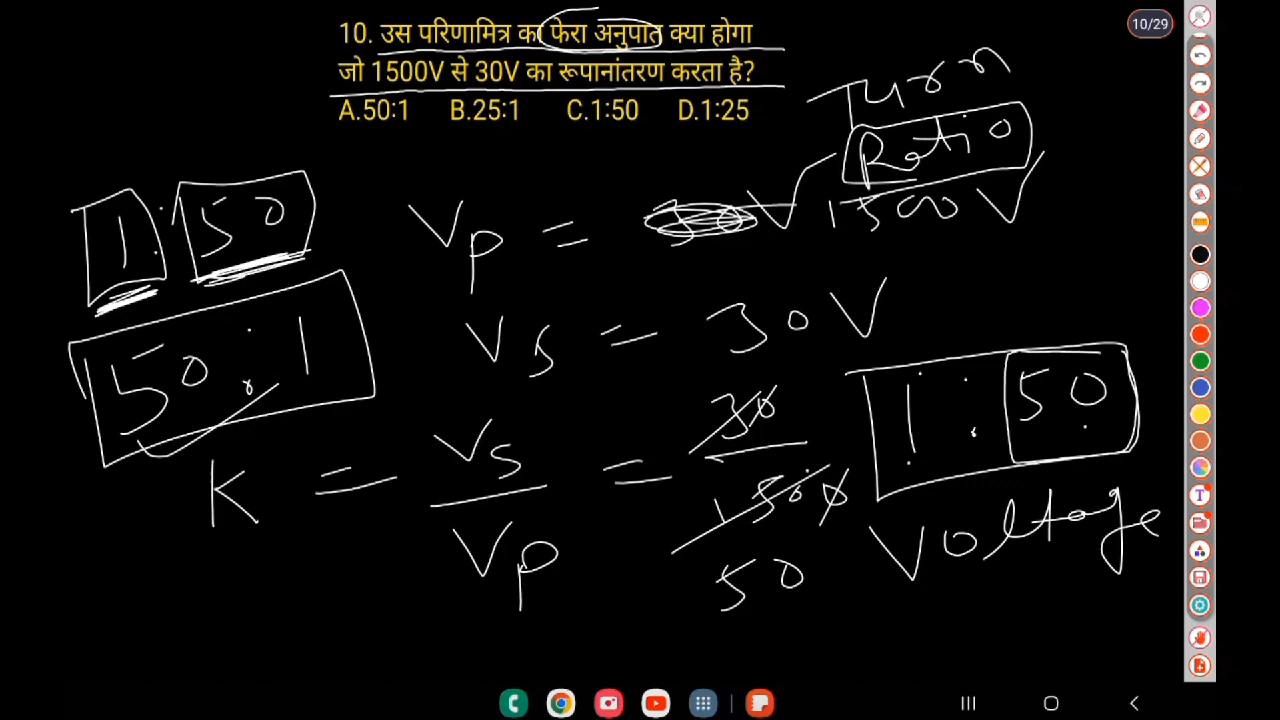 10. उस परिणामित्र का फेरा अनुपात क्या होगा
जो 1500V से 30V का रूपानांतरण करता है?
A.50:1 B.25:1 C.1:50 D.1:25
10/29
Turn
Ratio
1:50
Vp = 30V 1500V
50:1
Vs = 30V
K = Vs/Vp = 30/1500
50
1:50
Voltage
T